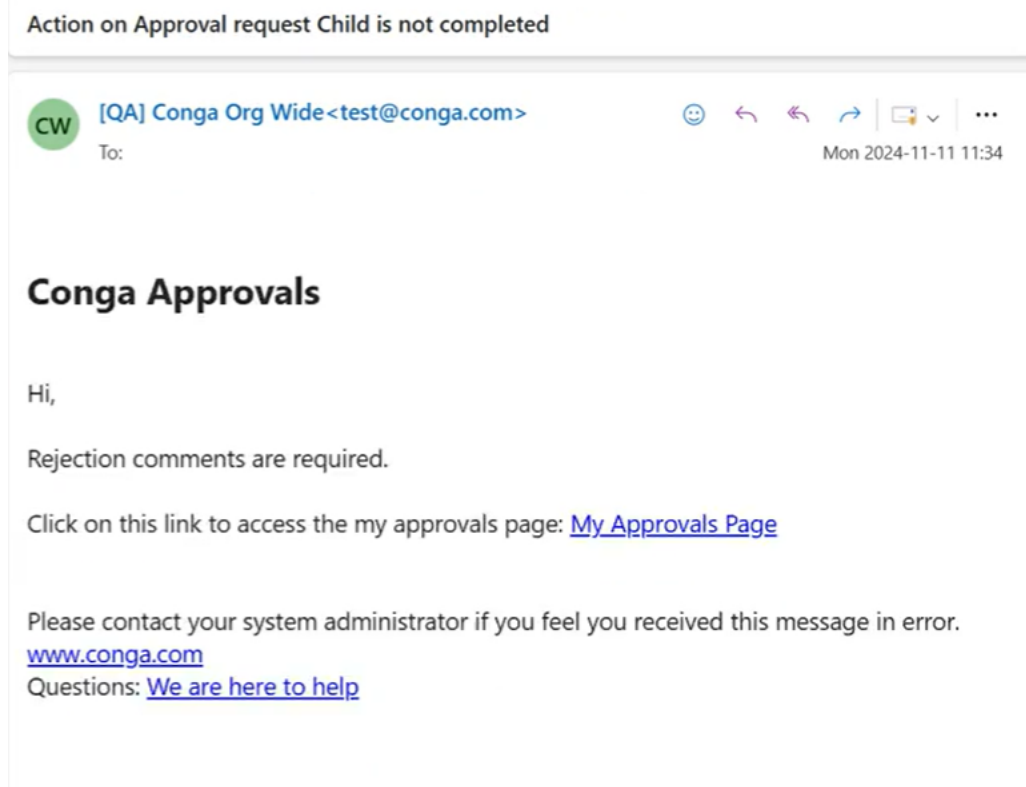 Action on Approval request Child is not completed
CW
[QA] Conga Org Wide<test@conga.com>
To:
Mon 2024-11-11 11:34
Conga Approvals
Hi,
Rejection comments are required.
Click on this link to access the my approvals page: My Approvals Page
Please contact your system administrator if you feel you received this message in error.
www.conga.com
Questions: We are here to help